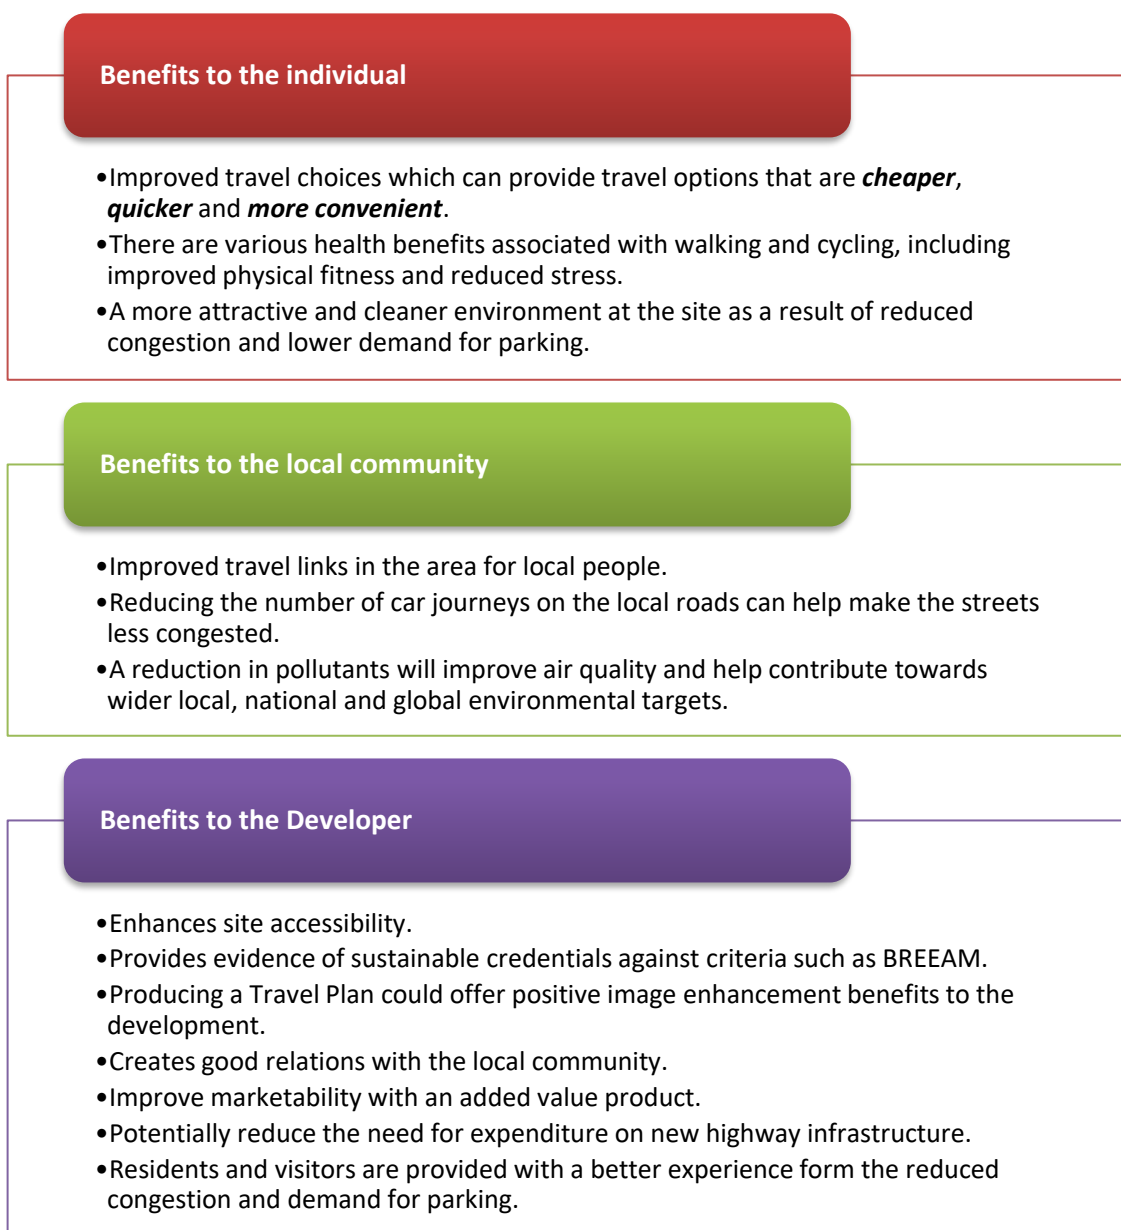 Benefits to the individual
•Improved travel choices which can provide travel options that are cheaper,
quicker and more convenient.
•There are various health benefits associated with walking and cycling, including
improved physical fitness and reduced stress.
•A more attractive and cleaner environment at the site as a result of reduced
congestion and lower demand for parking.
Benefits to the local community
•Improved travel links in the area for local people.
•Reducing the number of car journeys on the local roads can help make the streets
less congested.
•A reduction in pollutants will improve air quality and help contribute towards
wider local, national and global environmental targets.
Benefits to the Developer
•Enhances site accessibility.
•Provides evidence of sustainable credentials against criteria such as BREEAM.
•Producing a Travel Plan could offer positive image enhancement benefits to the
development.
•Creates good relations with the local community.
•Improve marketability with an added value product.
•Potentially reduce the need for expenditure on new highway infrastructure.
•Residents and visitors are provided with a better experience form the reduced
congestion and demand for parking.